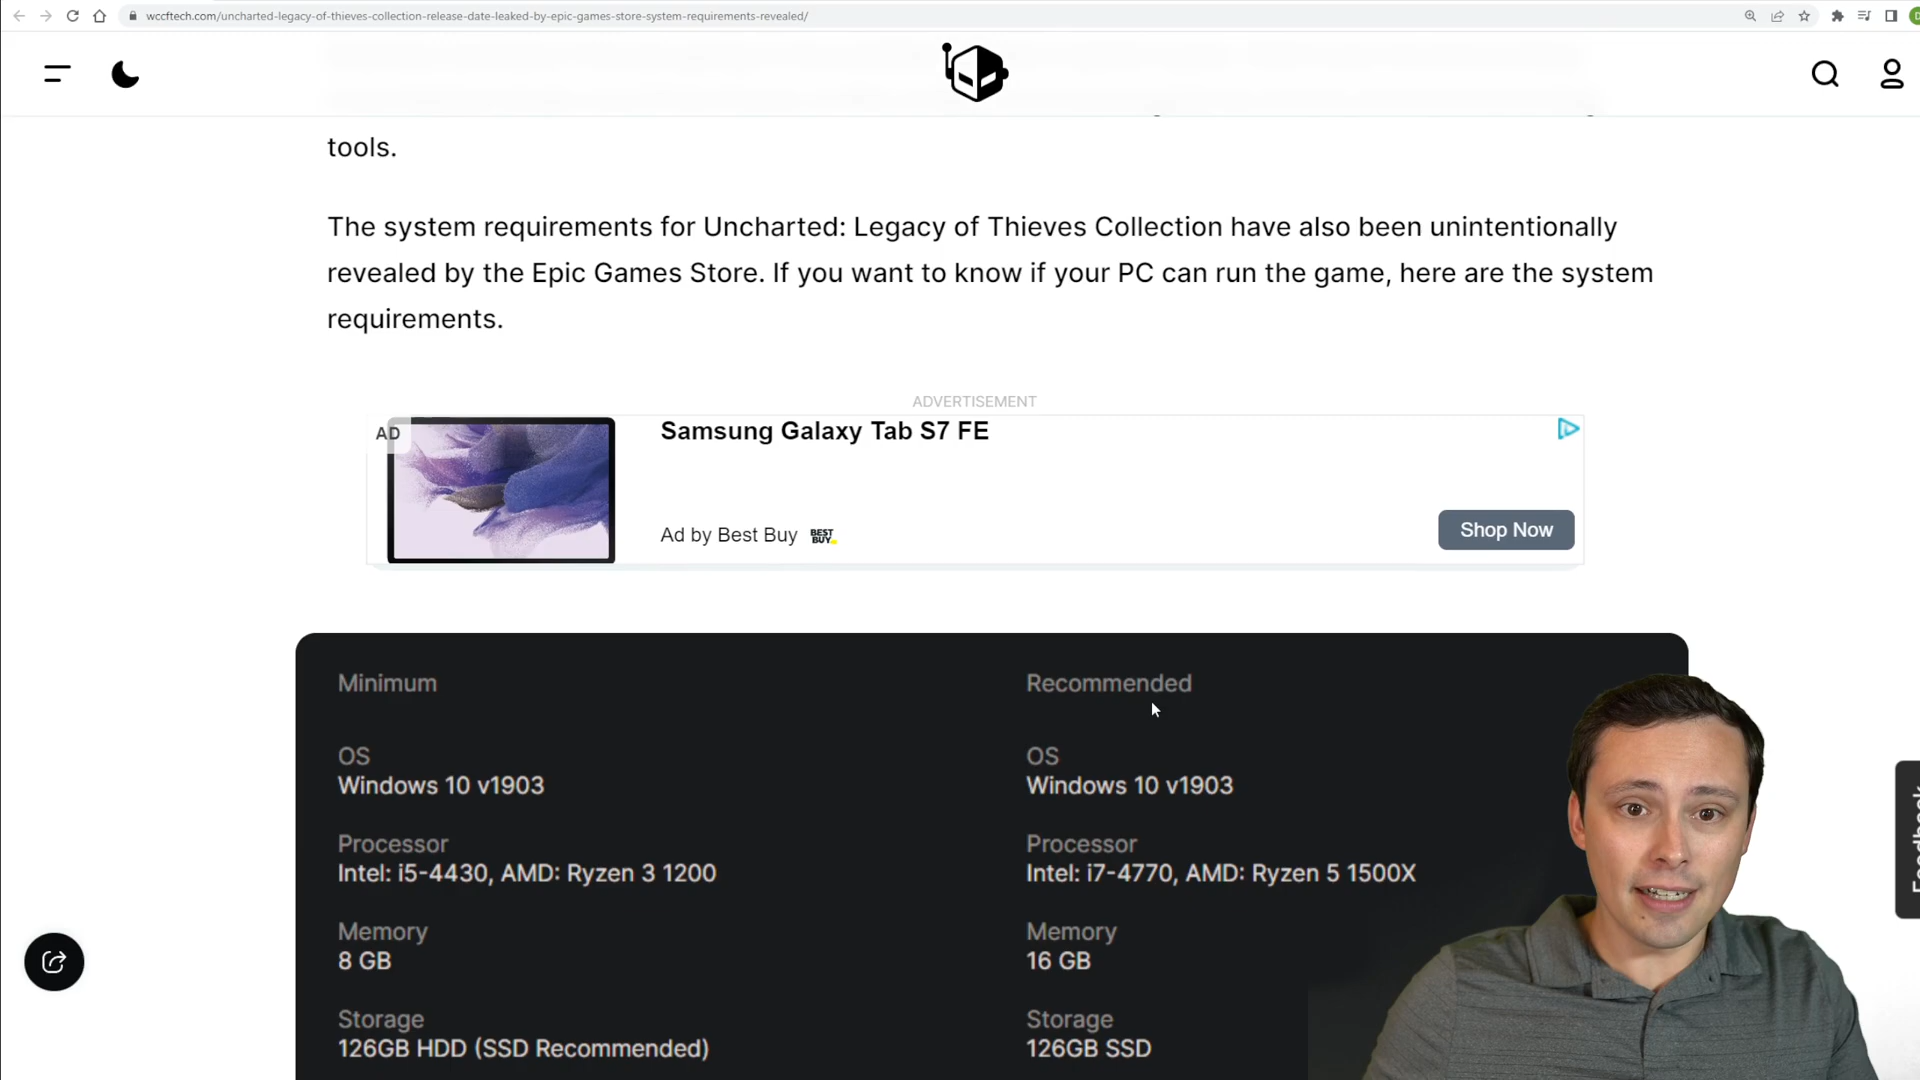 wccftech.com/uncharted-legacy-of-thieves-collection-release-date-leaked-by-epic-games-store-system-requirements-revealed/
tools.
The system requirements for Uncharted: Legacy of Thieves Collection have also been unintentionally
revealed by the Epic Games Store. If you want to know if your PC can run the game, here are the system
requirements.
ADVERTISEMENT
AD
Samsung Galaxy Tab S7 FE
Ad by Best Buy
BEST
BUY
Shop Now
Minimum
Recommended
OS
Windows 10 v1903
OS
Windows 10 v1903
Processor
Intel: i5-4430, AMD: Ryzen 3 1200
Processor
Intel: i7-4770, AMD: Ryzen 5 1500X
Memory
8 GB
Memory
16 GB
Storage
126GB HDD (SSD Recommended)
Storage
126GB SSD
Feedback